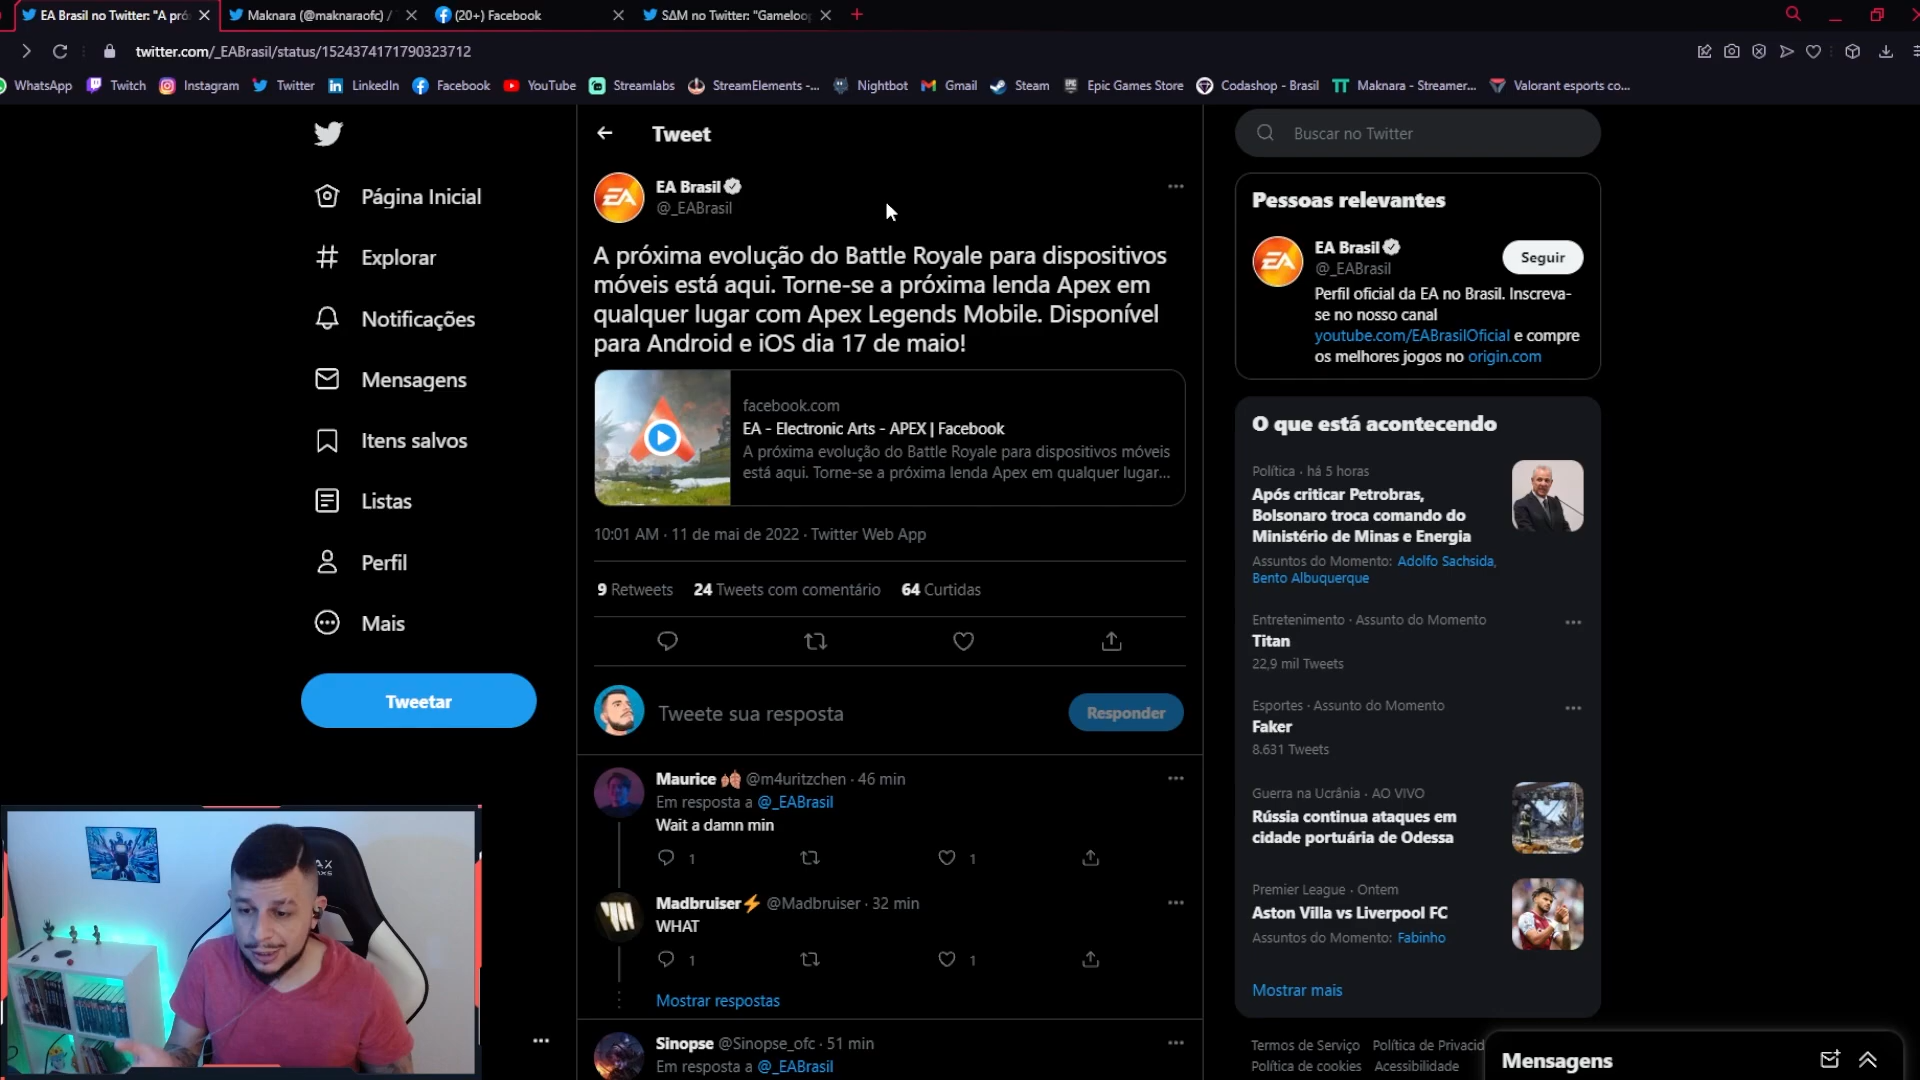 EA Brasil no Twitter: "A pró
Maknara (@maknaraofc) /
(20+) Facebook
SΔM no Twitter: "Gameloo
twitter.com/_EABrasil/status/1524374171790323712
WhatsApp
Twitch
Instagram
Twitter
LinkedIn
Facebook
YouTube
Streamlabs
StreamElements -...
Nightbot
Gmail
Steam
Epic Games Store
Codashop - Brasil
Maknara - Streamer...
Valorant esports co...
Página Inicial
Explorar
Notificações
Mensagens
Itens salvos
Listas
Perfil
Mais
Tweetar
Tweet
EA Brasil
@_EABrasil
A próxima evolução do Battle Royale para dispositivos
móveis está aqui. Torne-se a próxima lenda Apex em
qualquer lugar com Apex Legends Mobile. Disponível
para Android e iOS dia 17 de maio!
facebook.com
EA - Electronic Arts - APEX | Facebook
A próxima evolução do Battle Royale para dispositivos móveis
está aqui. Torne-se a próxima lenda Apex em qualquer lugar...
10:01 AM · 11 de mai de 2022 · Twitter Web App
9 Retweets 24 Tweets com comentário 64 Curtidas
Tweete sua resposta
Responder
Maurice @m4uritzchen · 46 min
Em resposta a @_EABrasil
Wait a damn min
1 1
Madbruiser @Madbruiser · 32 min
WHAT
1 1
Mostrar respostas
Sinopse @Sinopse_ofc · 51 min
Em resposta a @_EABrasil
Buscar no Twitter
Pessoas relevantes
EA Brasil
@_EABrasil
Seguir
Perfil oficial da EA no Brasil. Inscreva-
se no nosso canal
youtube.com/EABrasilOficial e compre
os melhores jogos no origin.com
O que está acontecendo
Política · há 5 horas
Após criticar Petrobras,
Bolsonaro troca comando do
Ministério de Minas e Energia
Assuntos do Momento: Adolfo Sachsida,
Bento Albuquerque
Entretenimento · Assunto do Momento
Titan
22,9 mil Tweets
Esportes · Assunto do Momento
Faker
8.631 Tweets
Guerra na Ucrânia · AO VIVO
Rússia continua ataques em
cidade portuária de Odessa
Premier League · Ontem
Aston Villa vs Liverpool FC
Assuntos do Momento: Fabinho
Mostrar mais
Termos de Serviço Política de Privacid
Política de cookies Acessibilidade
Mensagens